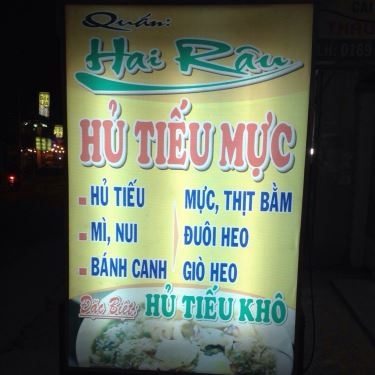 Quán:
Hai Râu
HỦ TIẾU MỰC
HỦ TIẾU MỰC, THỊT BẰM
MÌ, NUI ĐUÔI HEO
BÁNH CANH GIÒ HEO
Đặc Biệt: HỦ TIẾU KHÔ